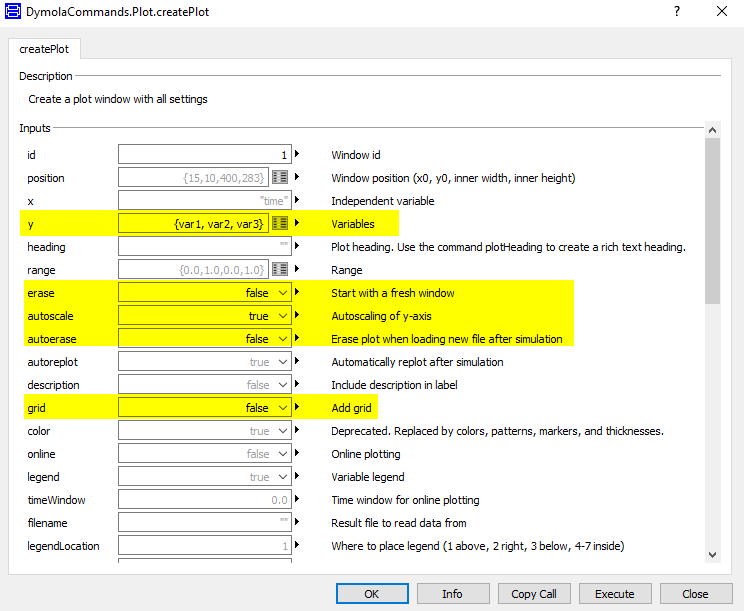 DymolaCommands.Plot.createPlot ?
createPlot
Description
Create a plot window with all settings
Inputs
id 1 Window id
position {15,10,400,283} Window position (x0, y0, inner width, inner height)
x "time" Independent variable
y {var1, var2, var3} Variables
heading "" Plot heading. Use the command plotHeading to create a rich text heading.
range {0.0,1.0,0.0,1.0} Range
erase false Start with a fresh window
autoscale true Autoscaling of y-axis
autoerase false Erase plot when loading new file after simulation
autoreplot true Automatically replot after simulation
description false Include description in label
grid false Add grid
color true Deprecated. Replaced by colors, patterns, markers, and thicknesses.
online false Online plotting
legend true Variable legend
timeWindow 0.0 Time window for online plotting
filename "" Result file to read data from
legendLocation 1 Where to place legend (1 above, 2 right, 3 below, 4-7 inside)
OK Info Copy Call Execute Close